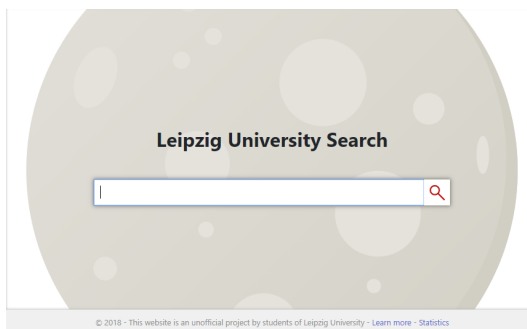 Leipzig University Search
© 2018 - This website is an unofficial project by students of Leipzig University - Learn more - Statistics